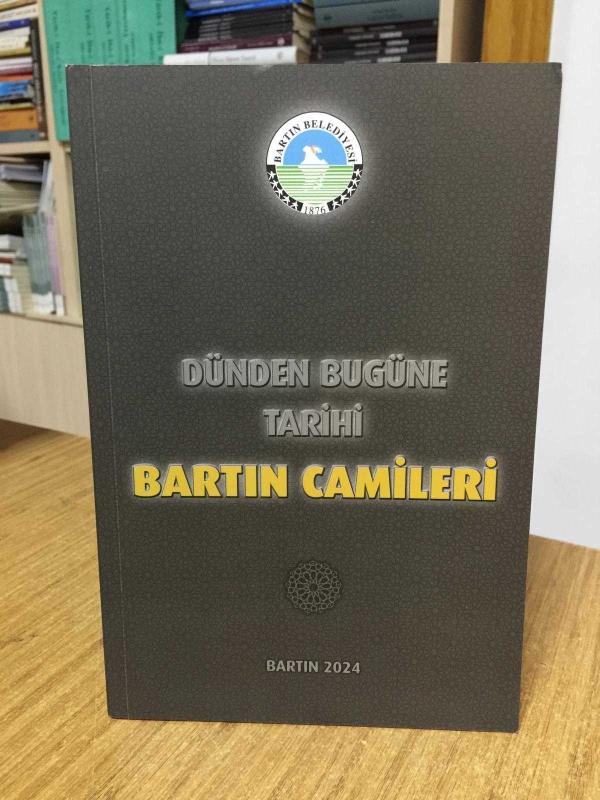 BARTIN BELEDİYESİ
1876
DÜNDEN BUGÜNE
TARİHİ
BARTIN CAMİLERİ
BARTIN 2024